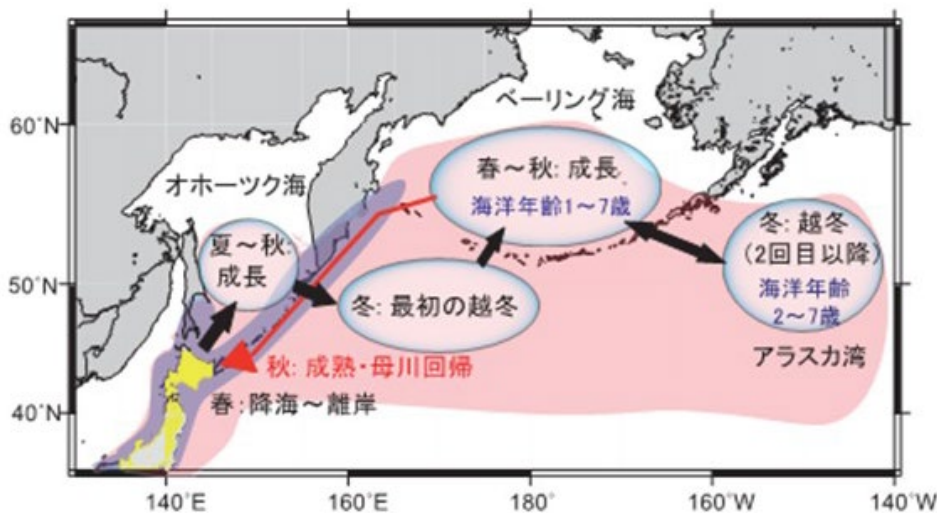 ベーリング海
60˚N
オホーツク海
春～秋: 成長
海洋年齢1～7歳
夏～秋:
成長
冬: 越冬
(2回目以降)
海洋年齢
2～7歳
50˚N
冬: 最初の越冬
アラスカ湾
秋: 成熟・母川回帰
春: 降海～離岸
40˚N
140˚E
160˚E
180˚
160˚W
140˚W